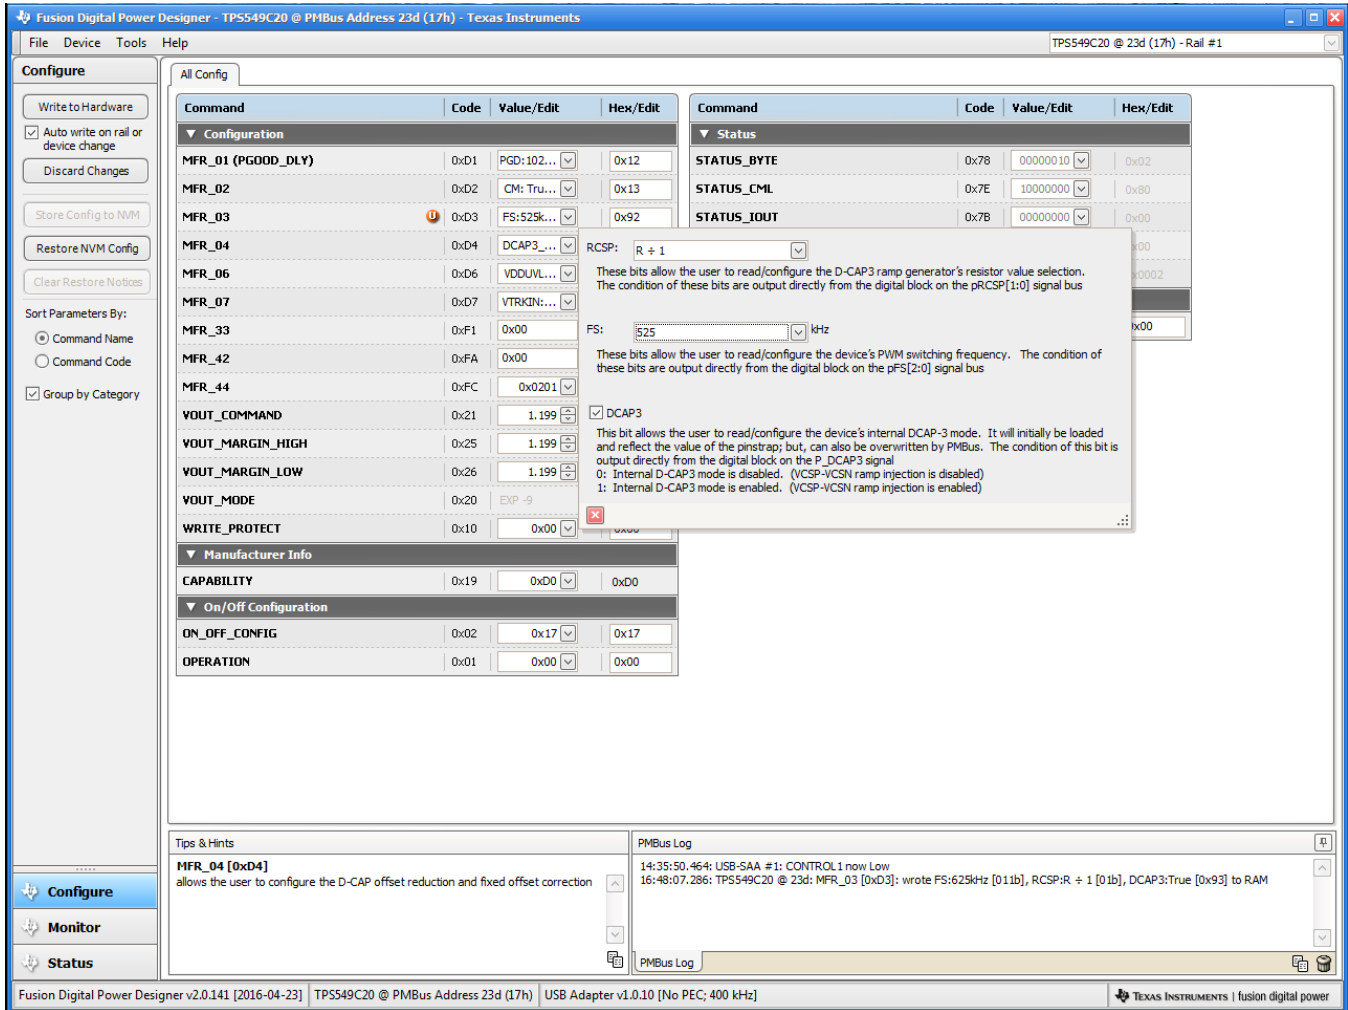 Fusion Digital Power Designer - TPS549C20 @ PMBus Address 23d (17h) - Texas Instruments
File Device Tools Help
TPS549C20 @ 23d (17h) - Rail #1
Configure
Write to Hardware
Auto write on rail or
device change
Discard Changes
Store Config to NVM
Restore NVM Config
Clear Restore Notices
Sort Parameters By:
Command Name
Command Code
Group by Category
All Config
Command Code Value/Edit Hex/Edit
Configuration
MFR_01 (PGOOD_DLY) 0xD1 PGD:102... 0x12
MFR_02 0xD2 CM: Tru... 0x13
MFR_03 0xD3 FS:525k... 0x92
MFR_04 0xD4 DCAP3_...
MFR_06 0xD6 VDDUVL...
MFR_07 0xD7 VTRKIN:...
MFR_33 0xF1 0x00
MFR_42 0xFA 0x00
MFR_44 0xFC 0x0201
VOUT_COMMAND 0x21 1.199
VOUT_MARGIN_HIGH 0x25 1.199
VOUT_MARGIN_LOW 0x26 1.199
VOUT_MODE 0x20 EXP -9
WRITE_PROTECT 0x10 0x00
Manufacturer Info
CAPABILITY 0x19 0xD0 0xD0
On/Off Configuration
ON_OFF_CONFIG 0x02 0x17 0x17
OPERATION 0x01 0x00 0x00
Command Code Value/Edit Hex/Edit
Status
STATUS_BYTE 0x78 00000010 0x02
STATUS_CML 0x7E 10000000 0x80
STATUS_IOUT 0x7B 00000000 0x00
RCSP: R ÷ 1
These bits allow the user to read/configure the D-CAP3 ramp generator's resistor value selection.
The condition of these bits are output directly from the digital block on the pRCSP[1:0] signal bus
FS: 525 kHz
These bits allow the user to read/configure the device's PWM switching frequency. The condition of
these bits are output directly from the digital block on the pFS[2:0] signal bus
DCAP3
This bit allows the user to read/configure the device's internal DCAP-3 mode. It will initially be loaded
and reflect the value of the pinstrap; but, can also be overwritten by PMBus. The condition of this bit is
output directly from the digital block on the P_DCAP3 signal
0: Internal D-CAP3 mode is disabled. (VCSP-VCSN ramp injection is disabled)
1: Internal D-CAP3 mode is enabled. (VCSP-VCSN ramp injection is enabled)
Configure
Monitor
Status
Tips & Hints
MFR_04 [0xD4]
allows the user to configure the D-CAP offset reduction and fixed offset correction
PMBus Log
14:35:50.464: USB-SAA #1: CONTROL1 now Low
16:48:07.286: TPS549C20 @ 23d: MFR_03 [0xD3]: wrote FS:625kHz [011b], RCSP:R ÷ 1 [01b], DCAP3:True [0x93] to RAM
PMBus Log
Fusion Digital Power Designer v2.0.141 [2016-04-23] TPS549C20 @ PMBus Address 23d (17h) USB Adapter v1.0.10 [No PEC; 400 kHz]
TEXAS INSTRUMENTS | fusion digital power